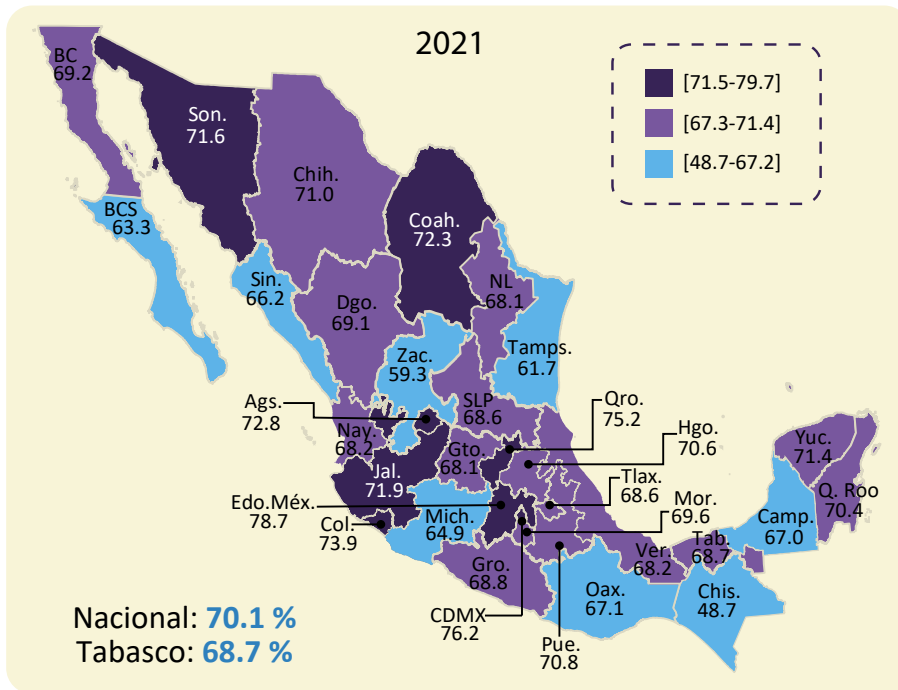 2021
[71.5-79.7]
[67.3-71.4]
[48.7-67.2]
BC
69.2
Son.
71.6
Chih.
71.0
Coah.
72.3
BCS
63.3
Sin.
66.2
Dgo.
69.1
NL
68.1
Zac.
59.3
Tamps.
61.7
Ags.
72.8
SLP
68.6
Qro.
75.2
Nay.
68.2
Gto.
68.1
Hgo.
70.6
Yuc.
71.4
Jal.
71.9
Tlax.
68.6
Q. Roo
70.4
Edo.Méx.
78.7
Mor.
69.6
Camp.
67.0
Col.
73.9
Mich.
64.9
Ver.
68.2
Tab.
68.7
Gro.
68.8
Oax.
67.1
Chis.
48.7
CDMX
76.2
Pue.
70.8
Nacional: 70.1 %
Tabasco: 68.7 %